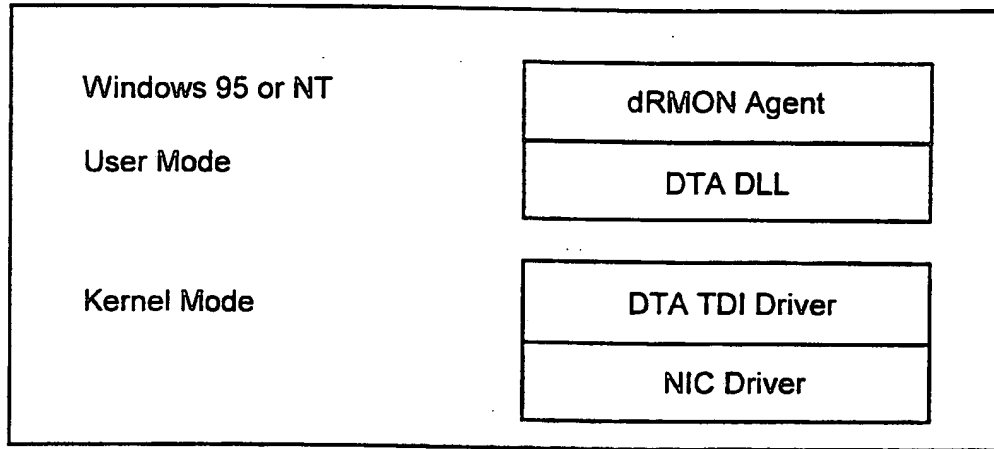 Windows 95 or NT
dRMON Agent
User Mode
DTA DLL
Kernel Mode
DTA TDI Driver
NIC Driver